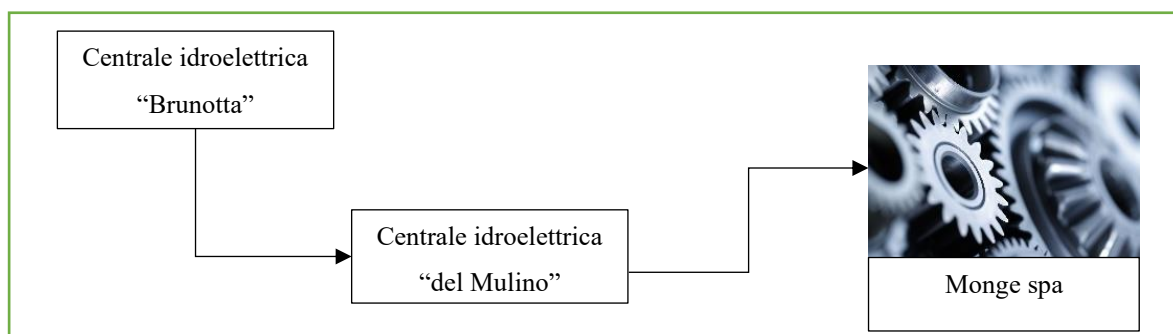 Centrale idroelettrica
“Brunotta”
Centrale idroelettrica
“del Mulino”
Monge spa